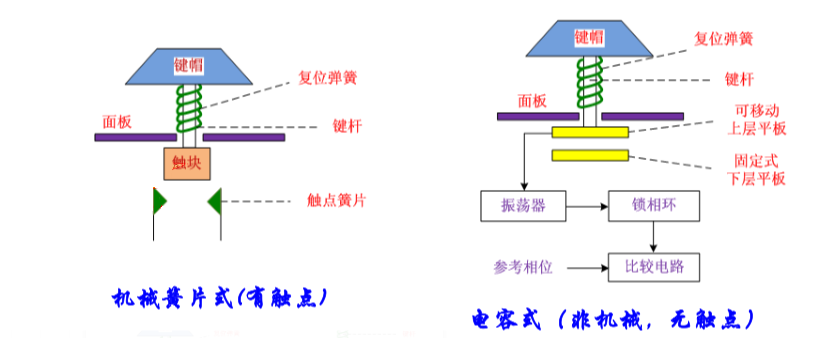 键帽
复位弹簧
面板
键杆
触块
触点簧片
机械簧片式(有触点)
键帽
复位弹簧
键杆
面板
可移动
上层平板
固定式
下层平板
振荡器
锁相环
参考相位
比较电路
电容式（非机械，无触点）